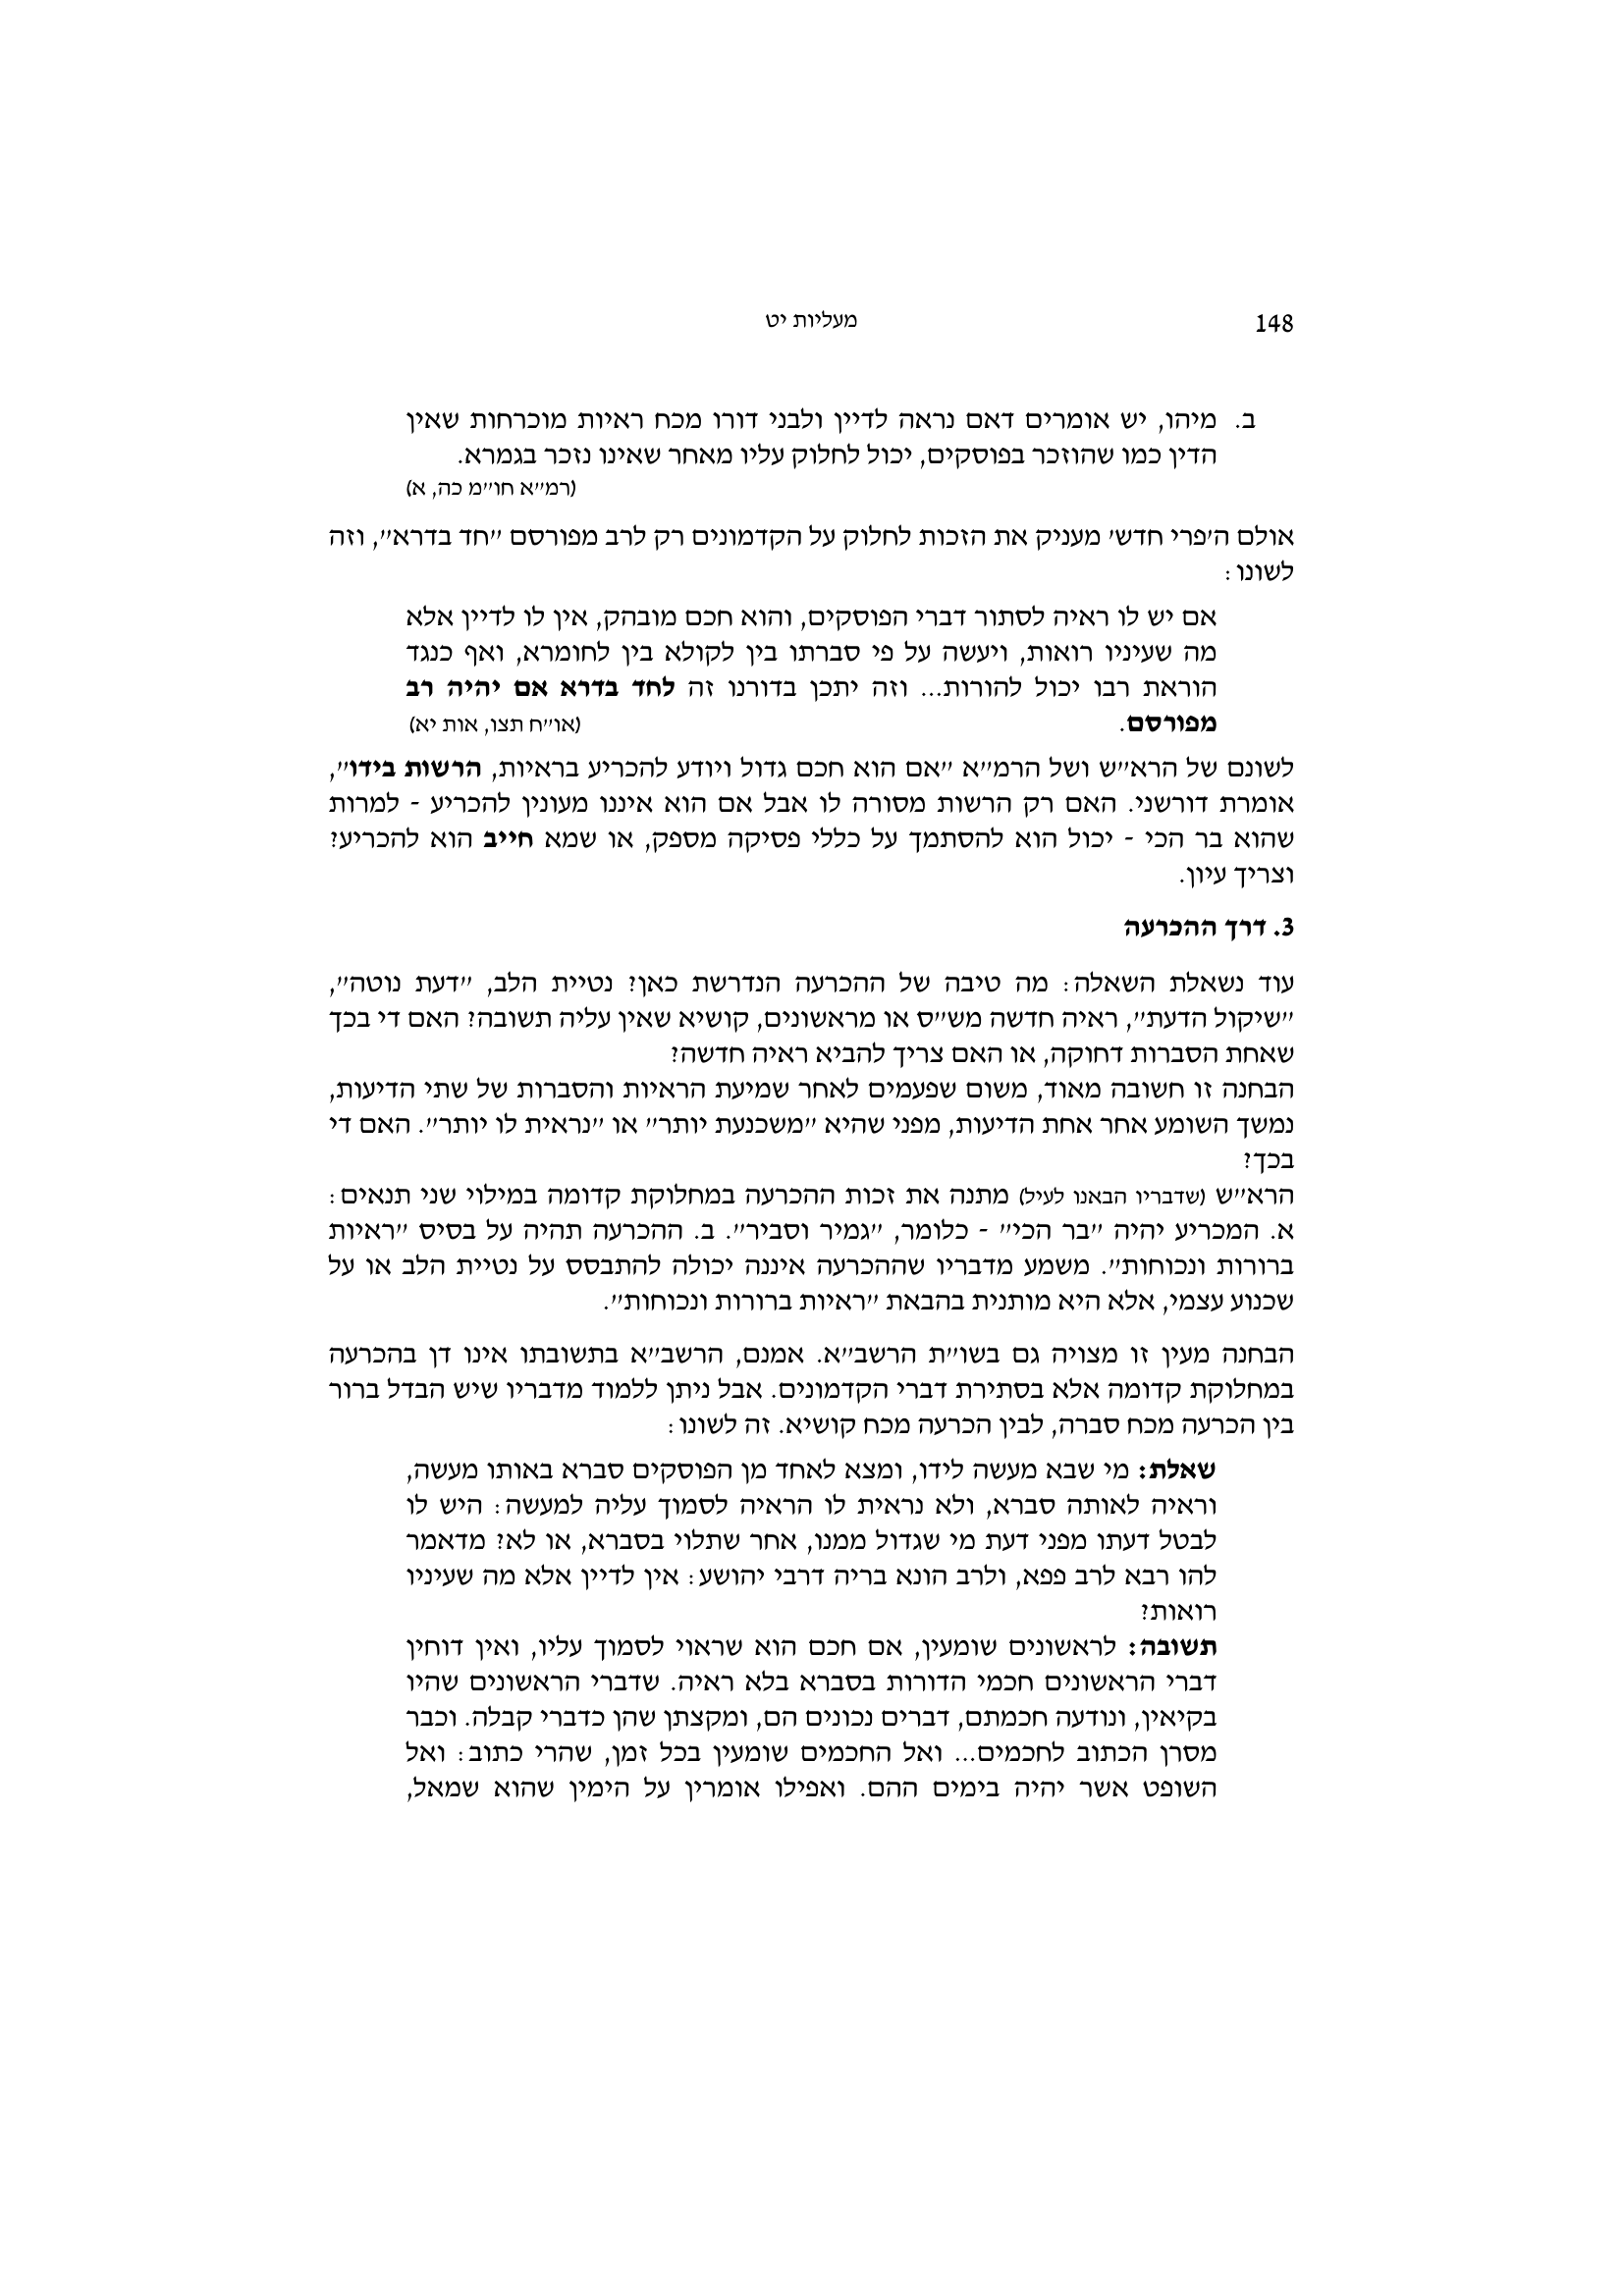 148
מעליות יט
ב. מיהו, יש אומרים דאם נראה לדיין ולבני דורו מכח ראיות מוכרחות שאין
הדין כמו שהוזכר בפוסקים, יכול לחלוק עליו מאחר שאינו נזכר בגמרא.
(רמ״א חו״מ כה, א)
אולם ה׳פרי חדש׳ מעניק את הזכות לחלוק על הקדמונים רק לרב מפורסם ״חד בדרא״, וזה
לשונו:
אם יש לו ראיה לסתור דברי הפוסקים, והוא חכם מובהק, אין לו לדיין אלא
מה שעיניו רואות, ויעשה על פי סברתו בין לקולא בין לחומרא, ואף כנגד
הוראת רבו יכול להורות... וזה יתכן בדורנו זה לחד בדרא אם יהיה רב
מפורסם. (או״ח תצו, אות יא)
לשונם של הרא״ש ושל הרמ״א ״אם הוא חכם גדול ויודע להכריע בראיות, הרשות בידו״,
אומרת דורשני. האם רק הרשות מסורה לו אבל אם הוא איננו מעונין להכריע - למרות
שהוא בר הכי - יכול הוא להסתמך על כללי פסיקה מספק, או שמא חייב הוא להכריע?
וצריך עיון.
3. דרך ההכרעה
עוד נשאלת השאלה: מה טיבה של ההכרעה הנדרשת כאן? נטיית הלב, ״דעת נוטה״,
״שיקול הדעת״, ראיה חדשה מש״ס או מראשונים, קושיא שאין עליה תשובה? האם די בכך
שאחת הסברות דחוקה, או האם צריך להביא ראיה חדשה?
הבחנה זו חשובה מאוד, משום שפעמים לאחר שמיעת הראיות והסברות של שתי הדיעות,
נמשך השומע אחר אחת הדיעות, מפני שהיא ״משכנעת יותר״ או ״נראית לו יותר״. האם די
בכך?
הרא״ש (שדבריו הבאנו לעיל) מתנה את זכות ההכרעה במחלוקת קדומה במילוי שני תנאים:
א. המכריע יהיה ״בר הכי״ - כלומר, ״גמיר וסביר״. ב. ההכרעה תהיה על בסיס ״ראיות
ברורות ונכוחות״. משמע מדבריו שההכרעה איננה יכולה להתבסס על נטיית הלב או על
שכנוע עצמי, אלא היא מותנית בהבאת ״ראיות ברורות ונכוחות״.
הבחנה מעין זו מצויה גם בשו״ת הרשב״א. אמנם, הרשב״א בתשובתו אינו דן בהכרעה
במחלוקת קדומה אלא בסתירת דברי הקדמונים. אבל ניתן ללמוד מדבריו שיש הבדל ברור
בין הכרעה מכח סברה, לבין הכרעה מכח קושיא. זה לשונו:
שאלת: מי שבא מעשה לידו, ומצא לאחד מן הפוסקים סברא באותו מעשה,
וראיה לאותה סברא, ולא נראית לו הראיה לסמוך עליה למעשה: היש לו
לבטל דעתו מפני דעת מי שגדול ממנו, אחר שתלוי בסברא, או לא? מדאמר
להו רבא לרב פפא, ולרב הונא בריה דרבי יהושע: אין לדיין אלא מה שעיניו
רואות?
תשובה: לראשונים שומעין, אם חכם הוא שראוי לסמוך עליו, ואין דוחין
דברי הראשונים חכמי הדורות בסברא בלא ראיה. שדברי הראשונים שהיו
בקיאין, ונודעה חכמתם, דברים נכונים הם, ומקצתן שהן כדברי קבלה. וכבר
מסרן הכתוב לחכמים... ואל החכמים שומעין בכל זמן, שהרי כתוב: ואל
השופט אשר יהיה בימים ההם. ואפילו אומרין על הימין שהוא שמאל,